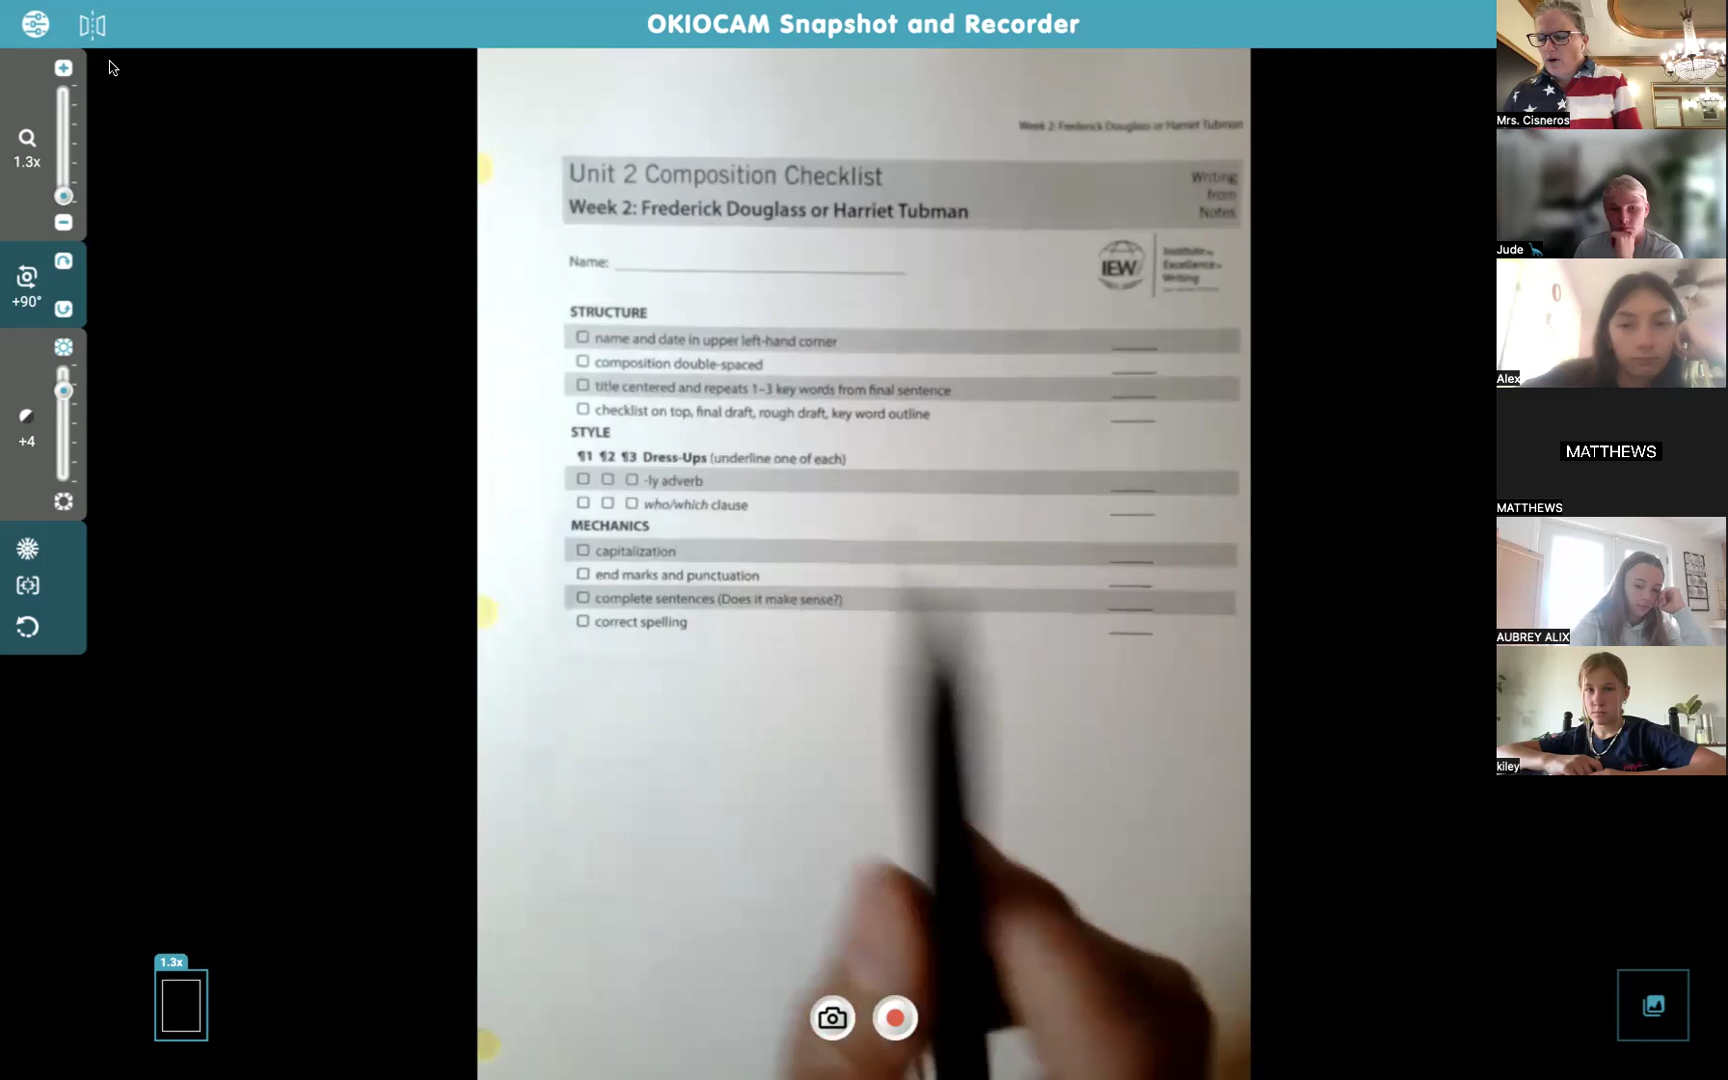 OKIOCAM Snapshot and Recorder
1.3x
+90°
+4
1.3x
Week 2: Frederick Douglass or Harriet Tubman
Unit 2 Composition Checklist
Week 2: Frederick Douglass or Harriet Tubman
Writing
from
Notes
Name:
IEW
Institute for
Excellence in
Writing
STRUCTURE
name and date in upper left-hand corner
composition double-spaced
title centered and repeats 1–3 key words from final sentence
checklist on top, final draft, rough draft, key word outline
STYLE
¶1 ¶2 ¶3 Dress-Ups (underline one of each)
-ly adverb
who/which clause
MECHANICS
capitalization
end marks and punctuation
complete sentences (Does it make sense?)
correct spelling
Mrs. Cisneros
Jude
Alex
MATTHEWS
MATTHEWS
AUBREY ALIX
kiley